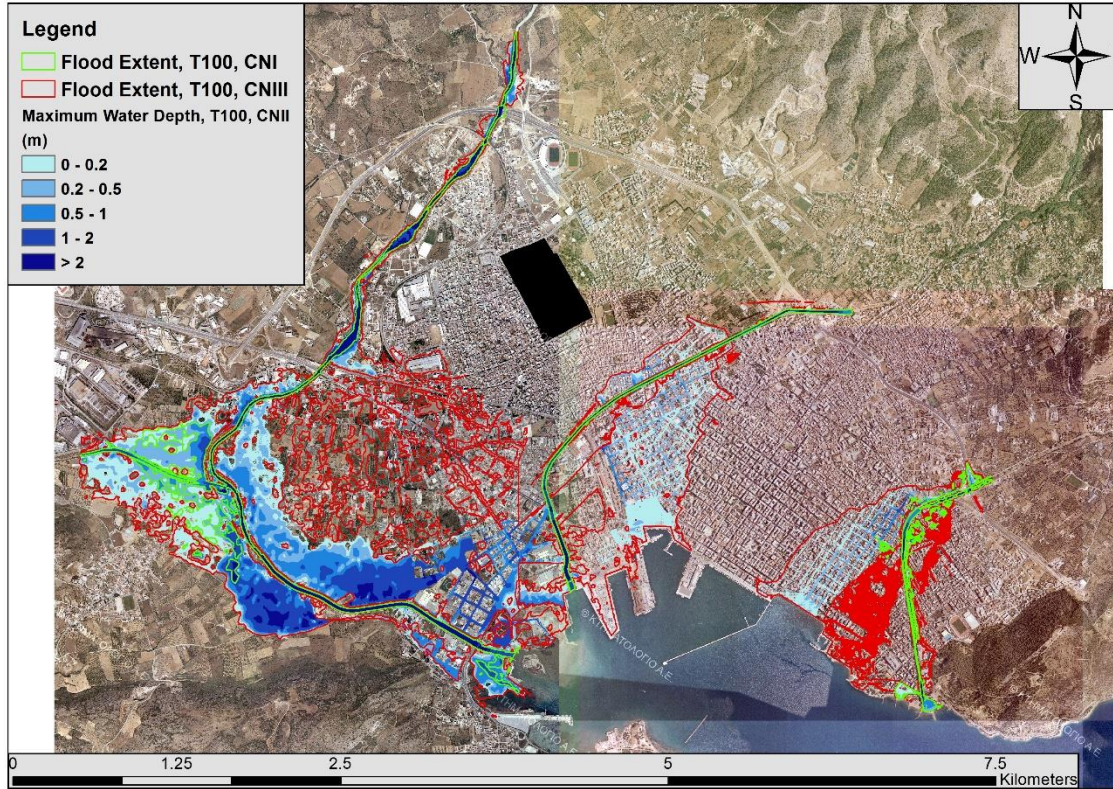 Legend
Flood Extent, T100, CNI
Flood Extent, T100, CNIII
Maximum Water Depth, T100, CNII
(m)
0 - 0.2
0.2 - 0.5
0.5 - 1
1 - 2
> 2
N
W E
S
© ΚΤΗΜΑΤΟΛΟΓΙΟ Α.Ε.
0 1.25 2.5 5 7.5
Kilometers